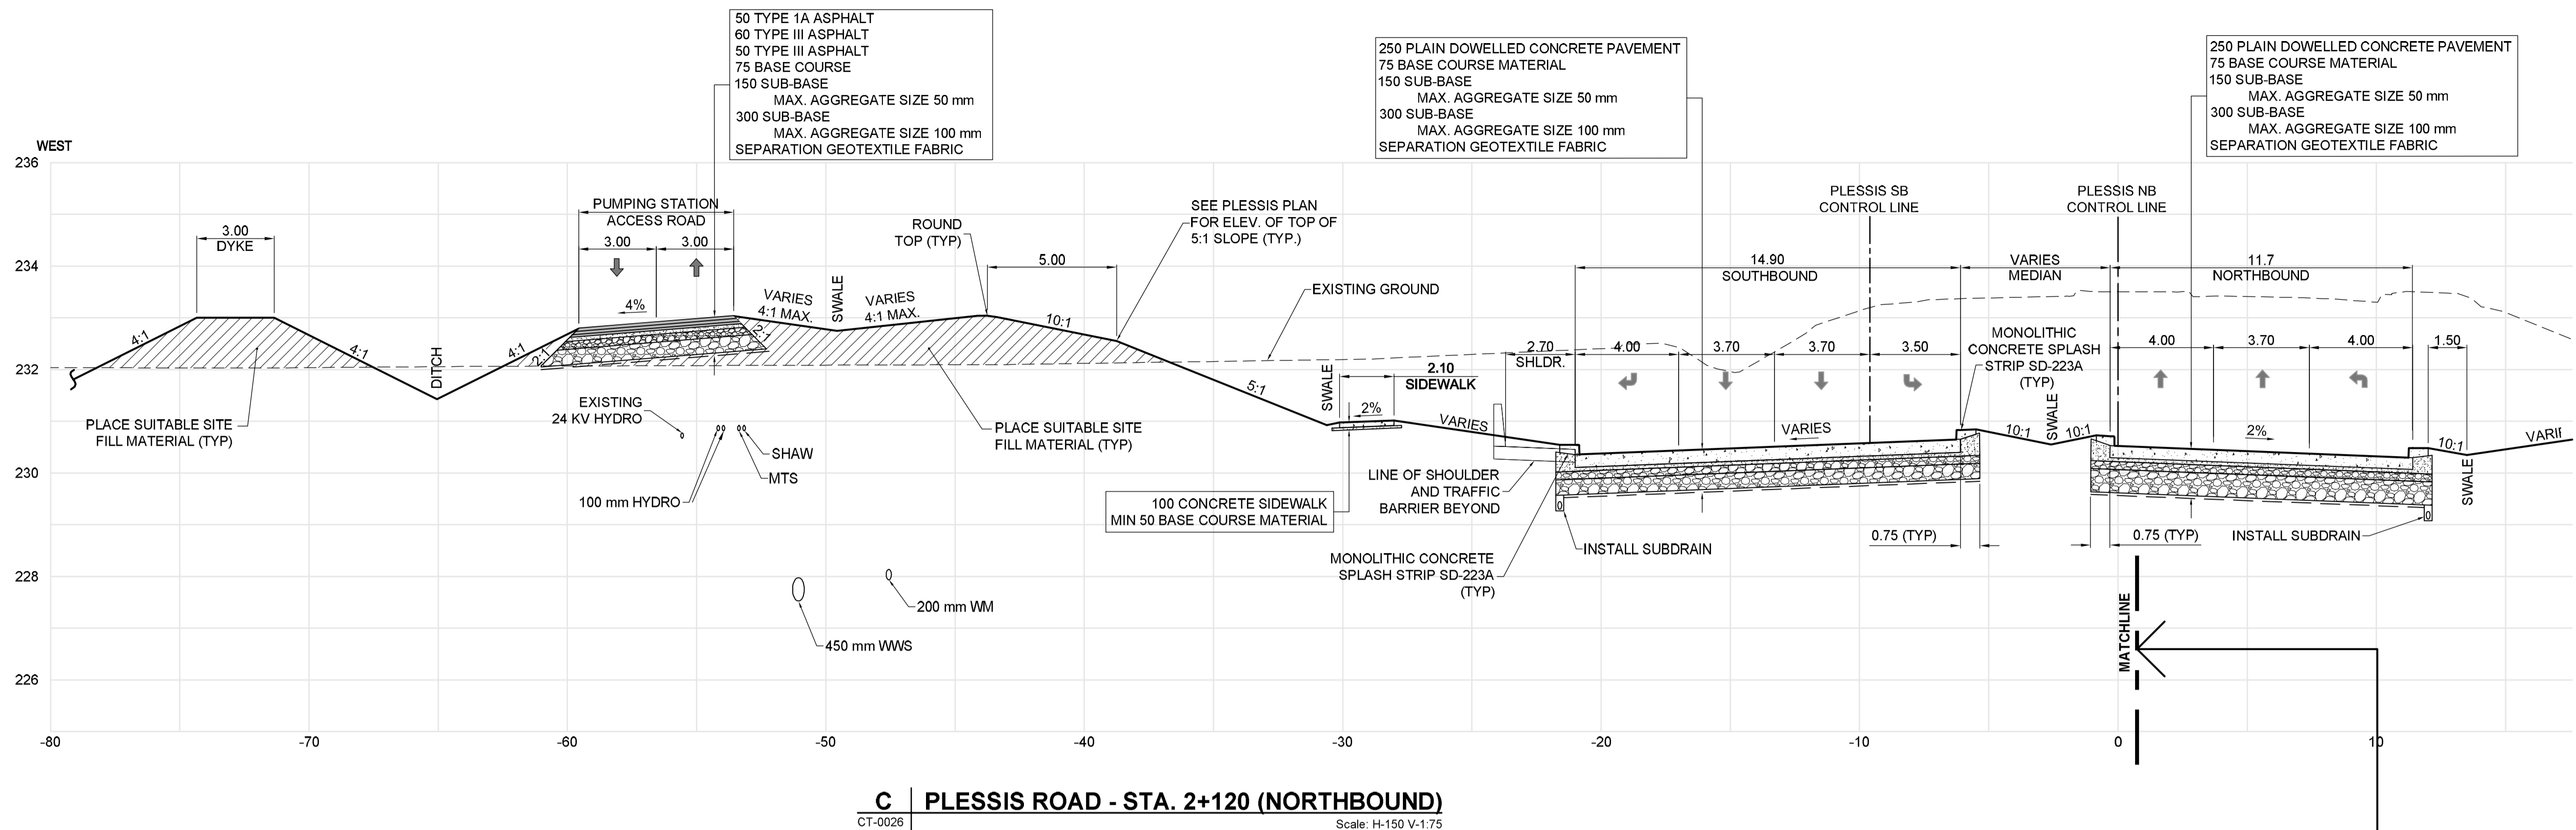 50 TYPE 1A ASPHALT
60 TYPE III ASPHALT
50 TYPE III ASPHALT
75 BASE COURSE
150 SUB-BASE
MAX. AGGREGATE SIZE 50 mm
300 SUB-BASE
MAX. AGGREGATE SIZE 100 mm
SEPARATION GEOTEXTILE FABRIC
250 PLAIN DOWELLED CONCRETE PAVEMENT
75 BASE COURSE MATERIAL
150 SUB-BASE
MAX. AGGREGATE SIZE 50 mm
300 SUB-BASE
MAX. AGGREGATE SIZE 100 mm
SEPARATION GEOTEXTILE FABRIC
250 PLAIN DOWELLED CONCRETE PAVEMENT
75 BASE COURSE MATERIAL
150 SUB-BASE
MAX. AGGREGATE SIZE 50 mm
300 SUB-BASE
MAX. AGGREGATE SIZE 100 mm
SEPARATION GEOTEXTILE FABRIC
WEST
236
234
232
230
228
226
3.00
DYKE
PUMPING STATION
ACCESS ROAD
3.00
3.00
4%
ROUND
TOP (TYP)
SEE PLESSIS PLAN
FOR ELEV. OF TOP OF
5:1 SLOPE (TYP.)
5.00
EXISTING GROUND
PLESSIS SB
CONTROL LINE
PLESSIS NB
CONTROL LINE
14.90
SOUTHBOUND
VARIES
MEDIAN
11.7
NORTHBOUND
4:1
4:1
DITCH
4:1
2:1
2:1
VARIES
4:1 MAX.
SWALE
VARIES
4:1 MAX.
10:1
5:1
SWALE
2.10
SIDEWALK
2%
VARIES
2.70
SHLDR.
4.00
3.70
3.70
3.50
VARIES
MONOLITHIC
CONCRETE SPLASH
STRIP SD-223A
(TYP)
10:1
SWALE
10:1
4.00
3.70
4.00
1.50
2%
10:1
SWALE
VARI
PLACE SUITABLE SITE
FILL MATERIAL (TYP)
EXISTING
24 KV HYDRO
SHAW
MTS
100 mm HYDRO
PLACE SUITABLE SITE
FILL MATERIAL (TYP)
100 CONCRETE SIDEWALK
MIN 50 BASE COURSE MATERIAL
LINE OF SHOULDER
AND TRAFFIC
BARRIER BEYOND
INSTALL SUBDRAIN
MONOLITHIC CONCRETE
SPLASH STRIP SD-223A
(TYP)
0.75 (TYP)
0.75 (TYP)
INSTALL SUBDRAIN
200 mm WM
450 mm WWS
MATCHLINE
-80
-70
-60
-50
-40
-30
-20
-10
0
10
C
CT-0026
PLESSIS ROAD - STA. 2+120 (NORTHBOUND)
Scale: H-150 V-1:75